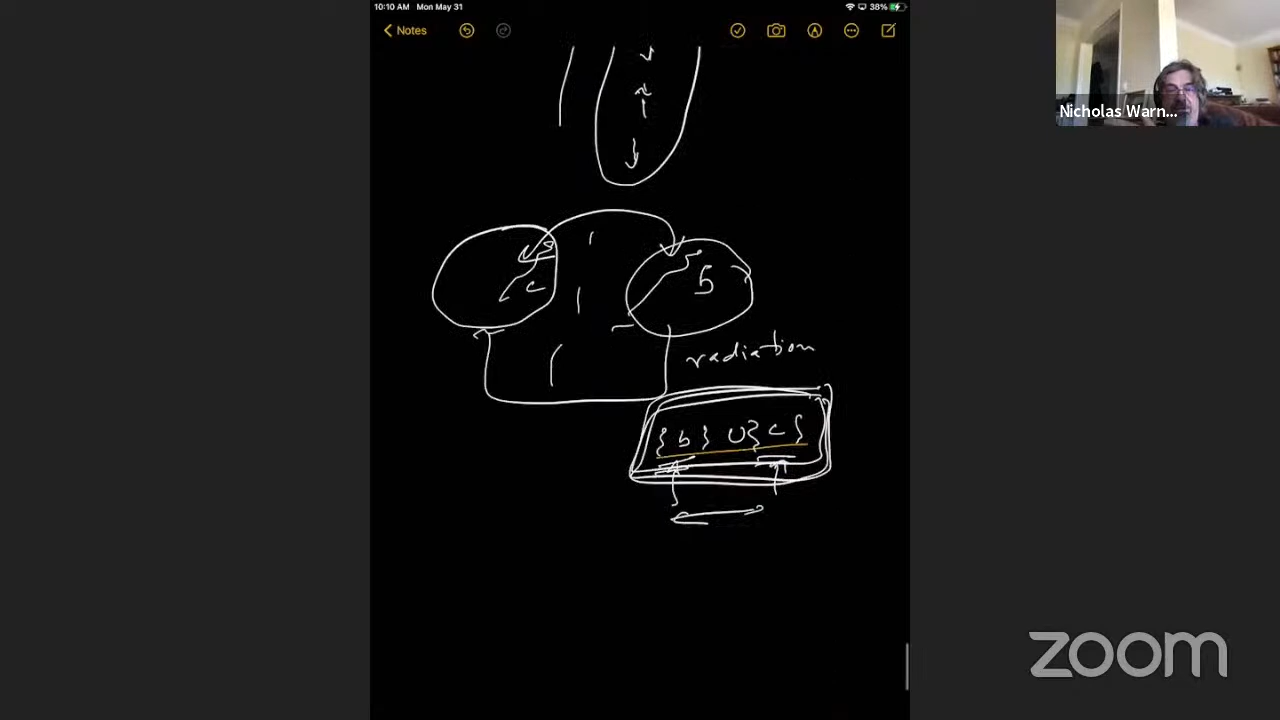 10:10 AM Mon May 31
38%
Notes
Nicholas Warn...
c
b
radiation
{b} ∪ {c}
zoom